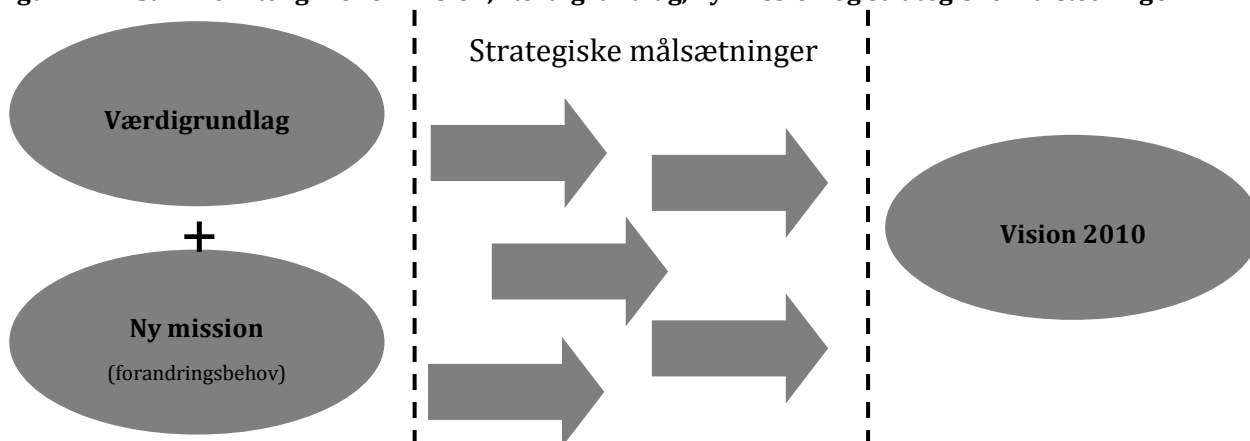 Strategiske målsætninger
Værdigrundlag
+
Ny mission
(forandringsbehov)
Vision 2010